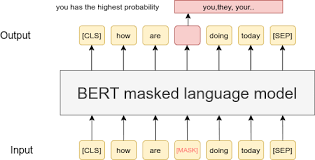 you has the highest probability
you,they, your..
Output [CLS] how are doing today [SEP]
BERT masked language model
Input [CLS] how are [MASK] doing today [SEP]